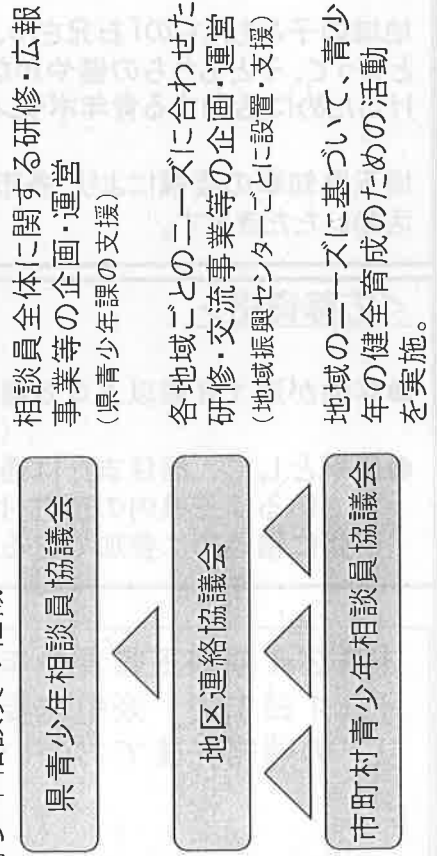 県青少年相談員協議会
相談員全体に関する研修・広報
事業等の企画・運営
(県青少年課の支援)
地区連絡協議会
各地域ごとのニーズに合わせた
研修・交流事業等の企画・運営
(地域振興センターごとに設置・支援)
市町村青少年相談員協議会
地域のニーズに基づいて、青少
年の健全育成のための活動
を実施。